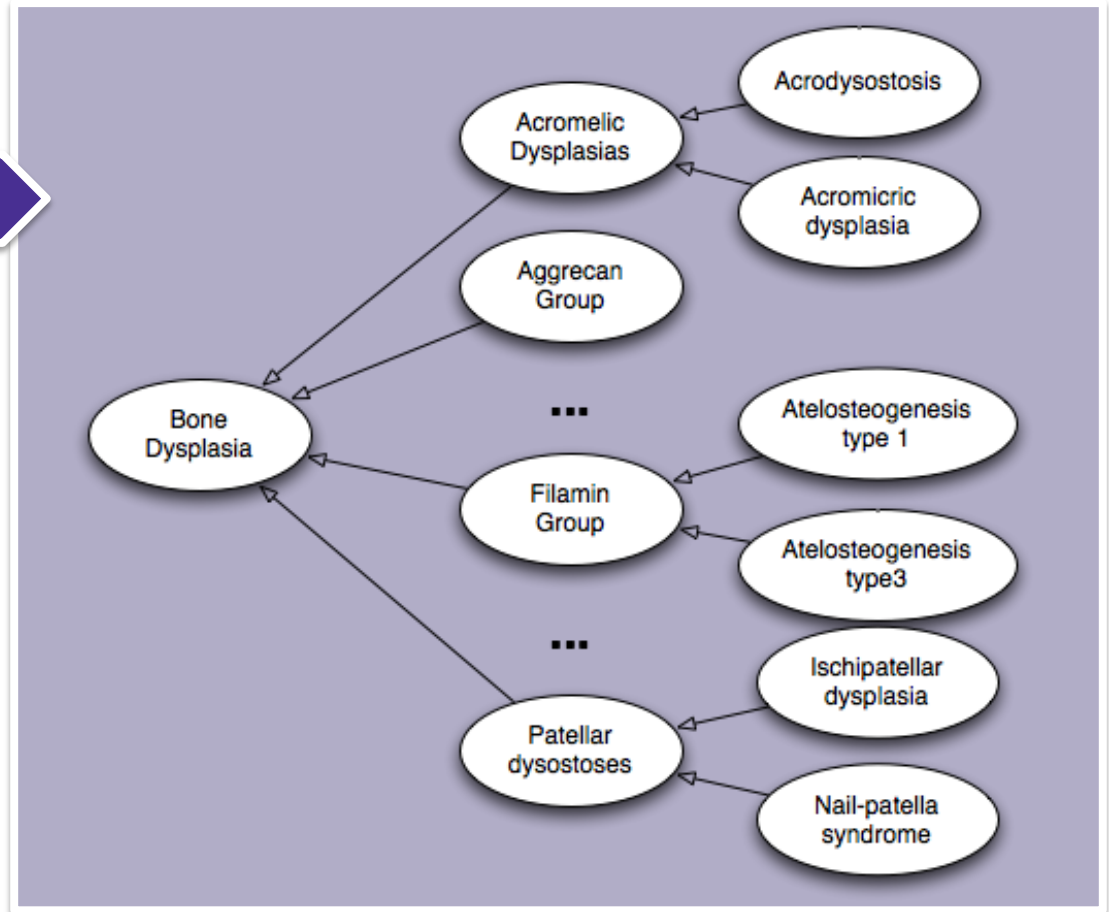 Acrodysostosis
Acromelic
Dysplasias
Acromicric
dysplasia
Aggrecan
Group
...
Bone
Dysplasia
Atelosteogenesis
type 1
Filamin
Group
Atelosteogenesis
type3
...
Ischipatellar
dysplasia
Patellar
dysostoses
Nail-patella
syndrome